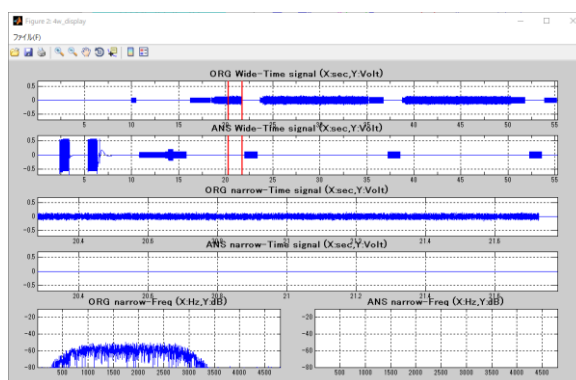 Figure 2: 4w_display
ファイル(F)
ORG Wide-Time signal (X:sec,Y:Volt)
0.5
0
-0.5
5 10 15 20 25 30 35 40 45 50 55
ANS Wide-Time signal (X:sec,Y:Volt)
0.5
0
-0.5
5 10 15 20 25 30 35 40 45 50 55
ORG narrow-Time signal (X:sec,Y:Volt)
0.5
0
-0.5
20.4 20.6 20.8 21 21.2 21.4 21.6
ANS narrow-Time signal (X:sec,Y:Volt)
0.5
0
-0.5
20.4 20.6 20.8 21 21.2 21.4 21.6
ORG narrow-Freq (X:Hz,Y:dB) ANS narrow-Freq (X:Hz,Y:dB)
-20 -20
-40 -40
-60 -60
-80 -80
500 1000 1500 2000 2500 3000 3500 4000 4500 500 1000 1500 2000 2500 3000 3500 4000 4500